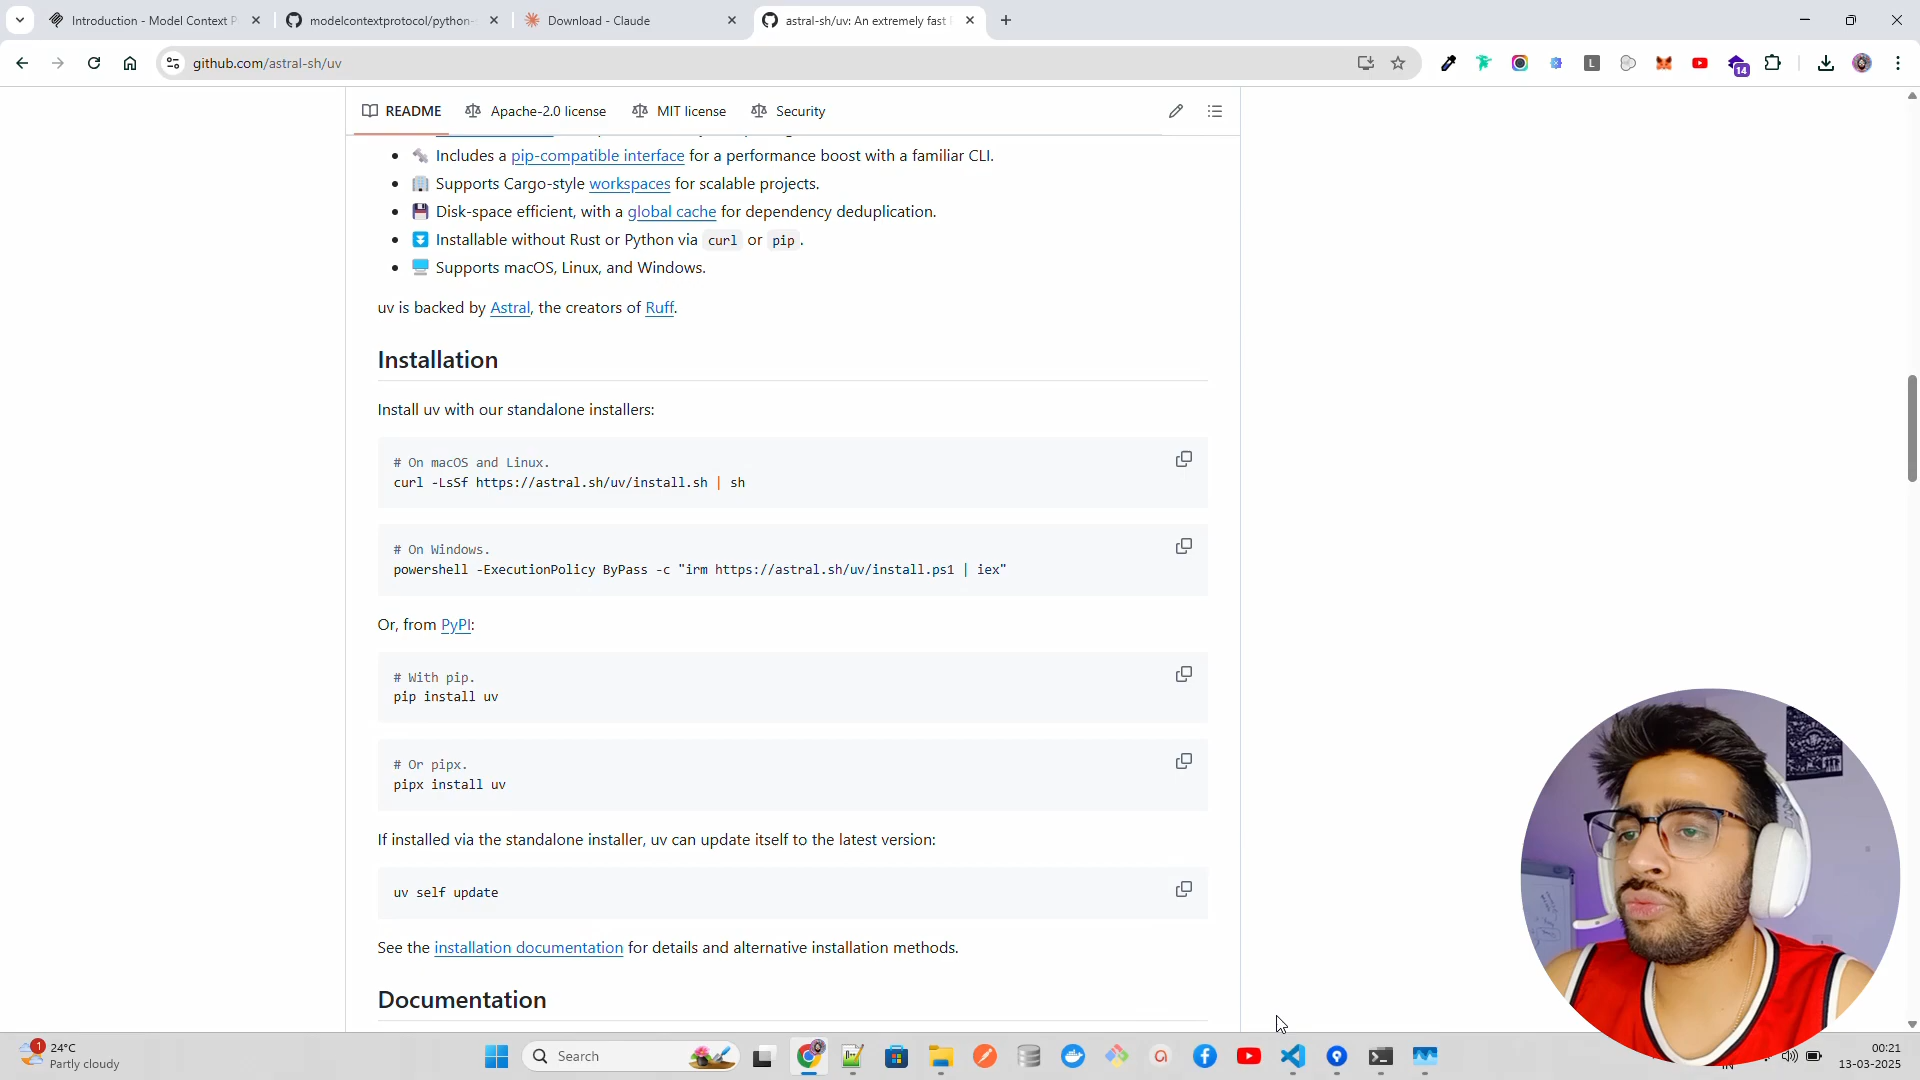 Introduction - Model Context P
modelcontextprotocol/python-
Download - Claude
astral-sh/uv: An extremely fast
github.com/astral-sh/uv
L
14
README
Apache-2.0 license
MIT license
Security
Includes a pip-compatible interface for a performance boost with a familiar CLI.
Supports Cargo-style workspaces for scalable projects.
Disk-space efficient, with a global cache for dependency deduplication.
Installable without Rust or Python via curl or pip.
Supports macOS, Linux, and Windows.
uv is backed by Astral, the creators of Ruff.
Installation
Install uv with our standalone installers:
# On macOS and Linux.
curl -LsSf https://astral.sh/uv/install.sh | sh
# On Windows.
powershell -ExecutionPolicy ByPass -c "irm https://astral.sh/uv/install.ps1 | iex"
Or, from PyPI:
# With pip.
pip install uv
# Or pipx.
pipx install uv
If installed via the standalone installer, uv can update itself to the latest version:
uv self update
See the installation documentation for details and alternative installation methods.
Documentation
1
24°C
Partly cloudy
Search
IN
00:21
13-03-2025